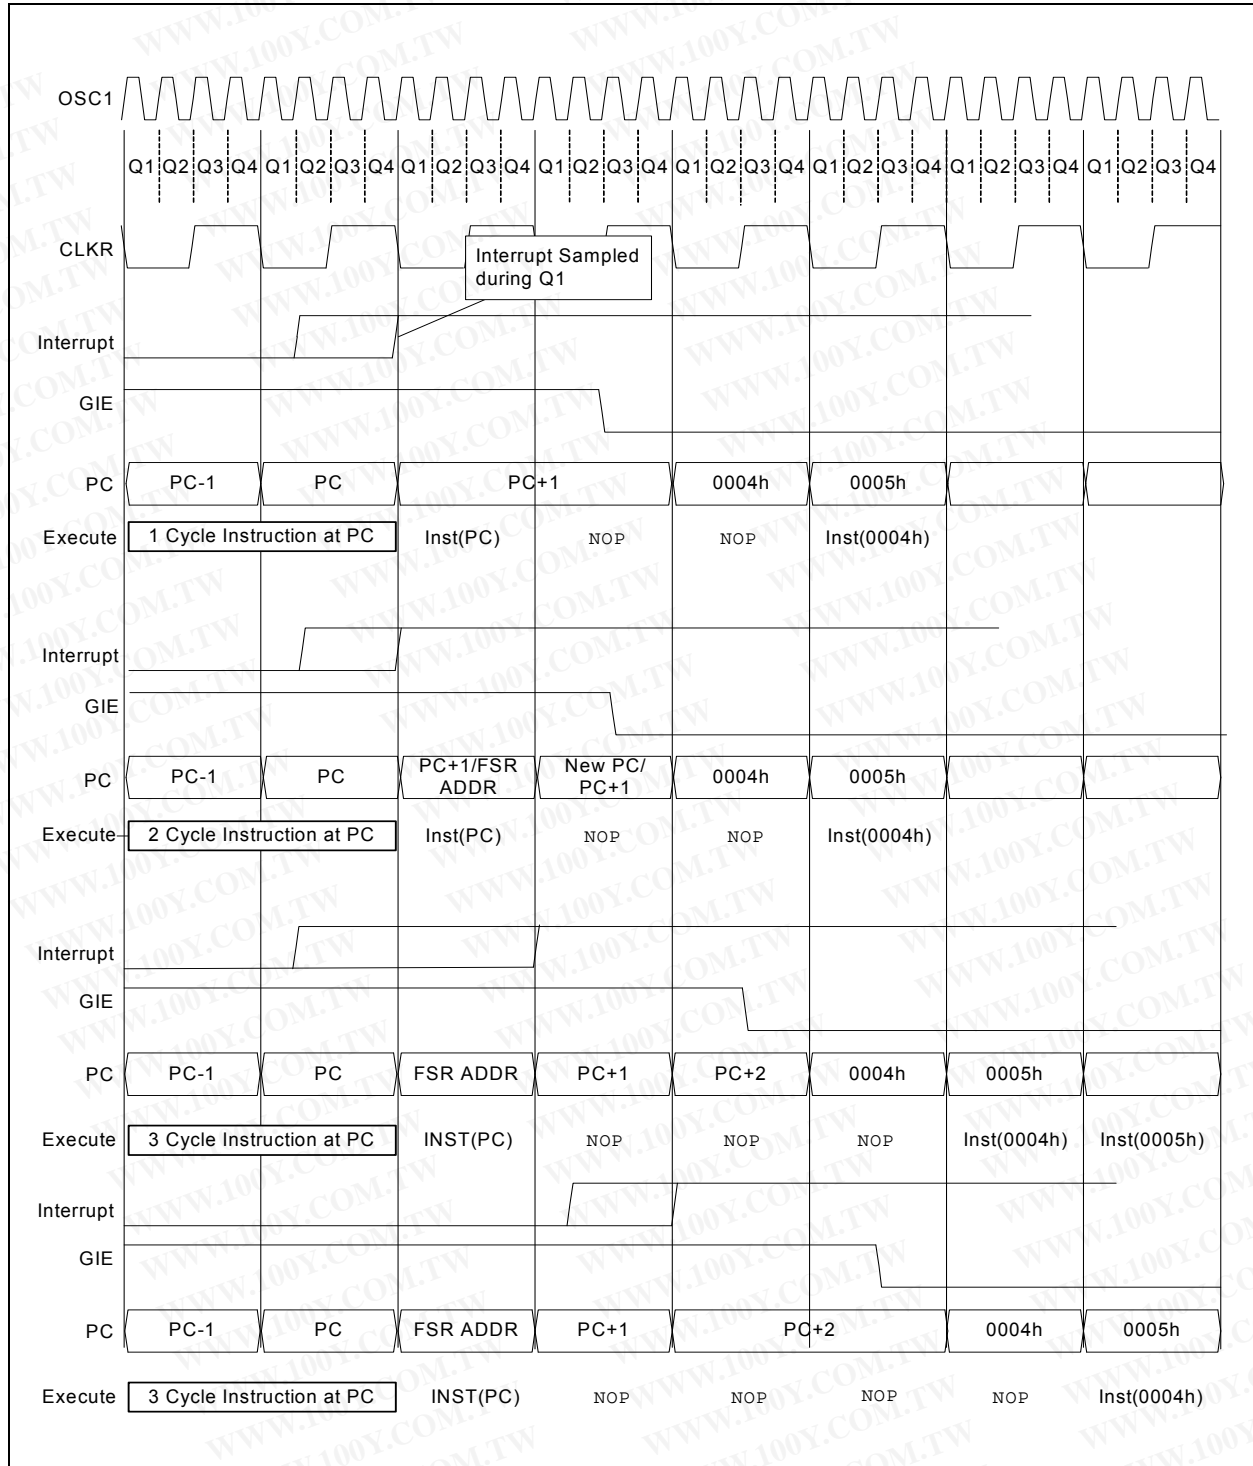 OSC1
Q1 Q2 Q3 Q4 Q1 Q2 Q3 Q4 Q1 Q2 Q3 Q4 Q1 Q2 Q3 Q4 Q1 Q2 Q3 Q4 Q1 Q2 Q3 Q4 Q1 Q2 Q3 Q4 Q1 Q2 Q3 Q4
CLKR
Interrupt Sampled
during Q1
Interrupt
GIE
PC PC-1 PC PC+1 0004h 0005h
Execute 1 Cycle Instruction at PC Inst(PC) NOP NOP Inst(0004h)
Interrupt
GIE
PC PC-1 PC PC+1/FSR ADDR New PC/ PC+1 0004h 0005h
Execute 2 Cycle Instruction at PC Inst(PC) NOP NOP Inst(0004h)
Interrupt
GIE
PC PC-1 PC FSR ADDR PC+1 PC+2 0004h 0005h
Execute 3 Cycle Instruction at PC INST(PC) NOP NOP NOP Inst(0004h) Inst(0005h)
Interrupt
GIE
PC PC-1 PC FSR ADDR PC+1 PC+2 0004h 0005h
Execute 3 Cycle Instruction at PC INST(PC) NOP NOP NOP NOP Inst(0004h)
WWW.100Y.COM.TW